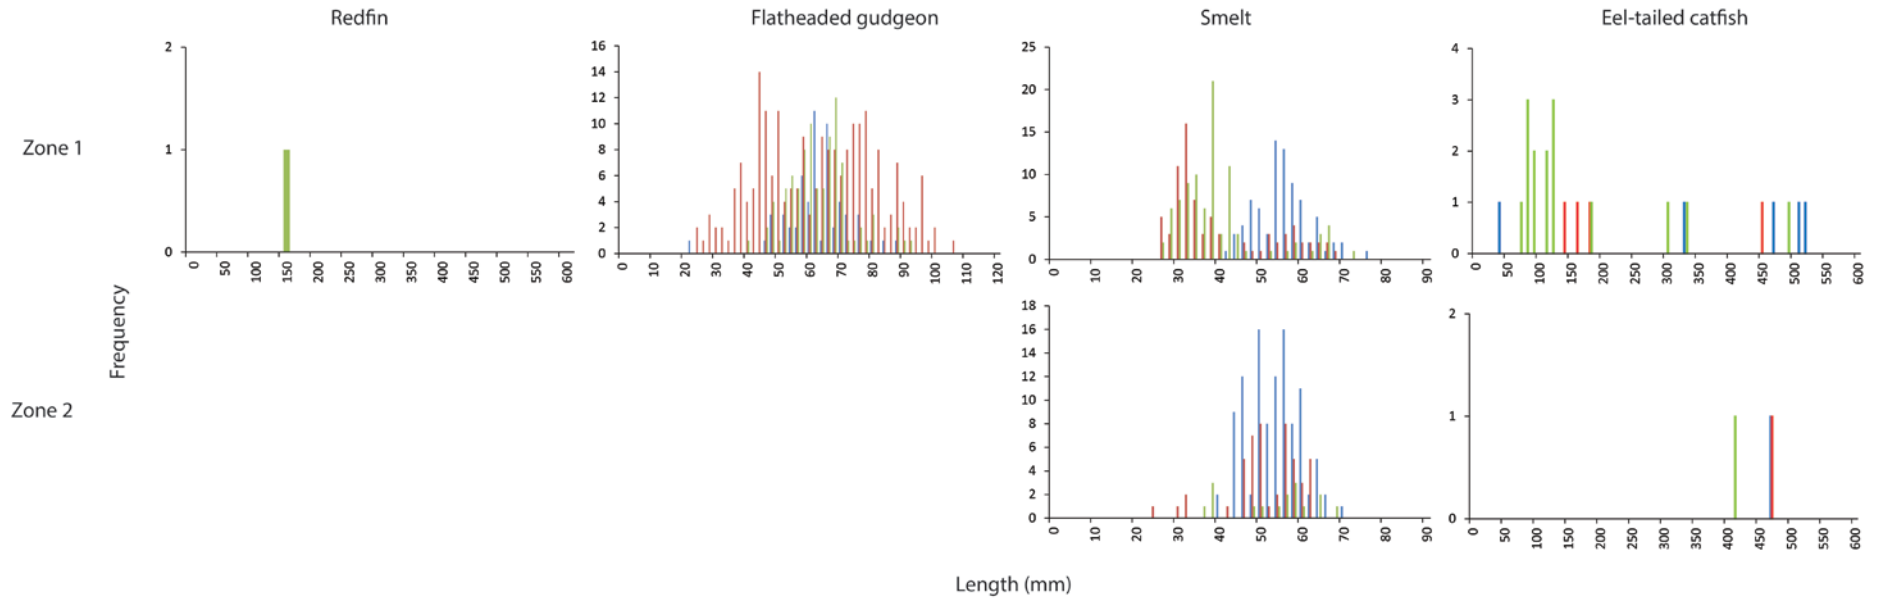 Redfin
Flatheaded gudgeon
Smelt
Eel-tailed catfish
Zone 1
2
1
0
0 50 100 150 200 250 300 350 400 450 500 550 600
16
14
12
10
8
6
4
2
0
0 10 20 30 40 50 60 70 80 90 100 110 120
25
20
15
10
5
0
0 10 20 30 40 50 60 70 80 90
4
3
2
1
0
0 50 100 150 200 250 300 350 400 450 500 550 600
Frequency
Zone 2
18
16
14
12
10
8
6
4
2
0
0 10 20 30 40 50 60 70 80 90
2
1
0
0 50 100 150 200 250 300 350 400 450 500 550 600
Length (mm)